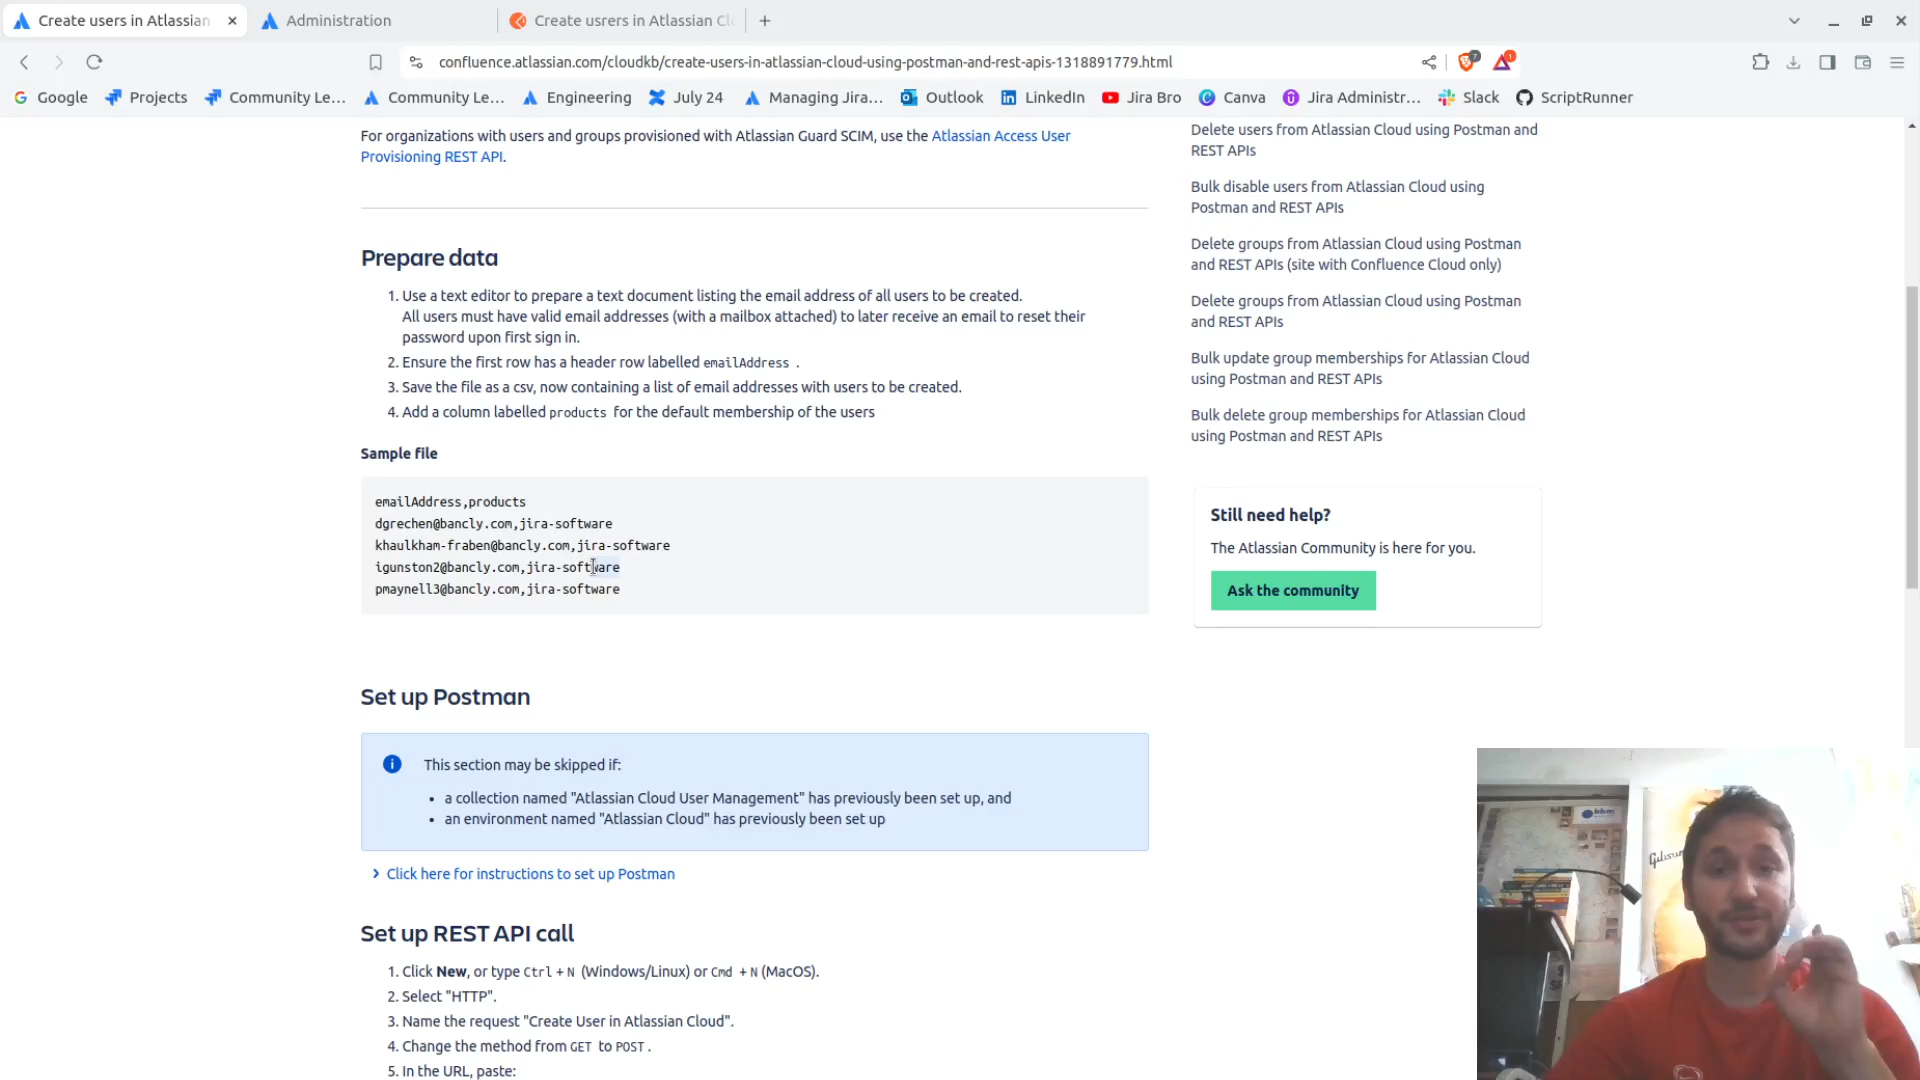 Create users in Atlassian
Administration
Create usrers in Atlassian Cl
confluence.atlassian.com/cloudkb/create-users-in-atlassian-cloud-using-postman-and-rest-apis-1318891779.html
7
1
Google
Projects
Community Le...
Community Le...
Engineering
July 24
Managing Jira...
Outlook
LinkedIn
Jira Bro
Canva
Jira Administr...
Slack
ScriptRunner
For organizations with users and groups provisioned with Atlassian Guard SCIM, use the Atlassian Access User
Provisioning REST API.
Prepare data
1. Use a text editor to prepare a text document listing the email address of all users to be created.
All users must have valid email addresses (with a mailbox attached) to later receive an email to reset their
password upon first sign in.
2. Ensure the first row has a header row labelled emailAddress .
3. Save the file as a csv, now containing a list of email addresses with users to be created.
4. Add a column labelled products for the default membership of the users
Sample file
emailAddress,products
dgrechen@bancly.com,jira-software
khaulkham-fraben@bancly.com,jira-software
igunston2@bancly.com,jira-software
pmaynell3@bancly.com,jira-software
Set up Postman
This section may be skipped if:
• a collection named "Atlassian Cloud User Management" has previously been set up, and
• an environment named "Atlassian Cloud" has previously been set up
Click here for instructions to set up Postman
Set up REST API call
1. Click New, or type Ctrl + N (Windows/Linux) or Cmd + N (MacOS).
2. Select "HTTP".
3. Name the request "Create User in Atlassian Cloud".
4. Change the method from GET to POST .
5. In the URL, paste:
Delete users from Atlassian Cloud using Postman and
REST APIs
Bulk disable users from Atlassian Cloud using
Postman and REST APIs
Delete groups from Atlassian Cloud using Postman
and REST APIs (site with Confluence Cloud only)
Delete groups from Atlassian Cloud using Postman
and REST APIs
Bulk update group memberships for Atlassian Cloud
using Postman and REST APIs
Bulk delete group memberships for Atlassian Cloud
using Postman and REST APIs
Still need help?
The Atlassian Community is here for you.
Ask the community
bbm
Gibson